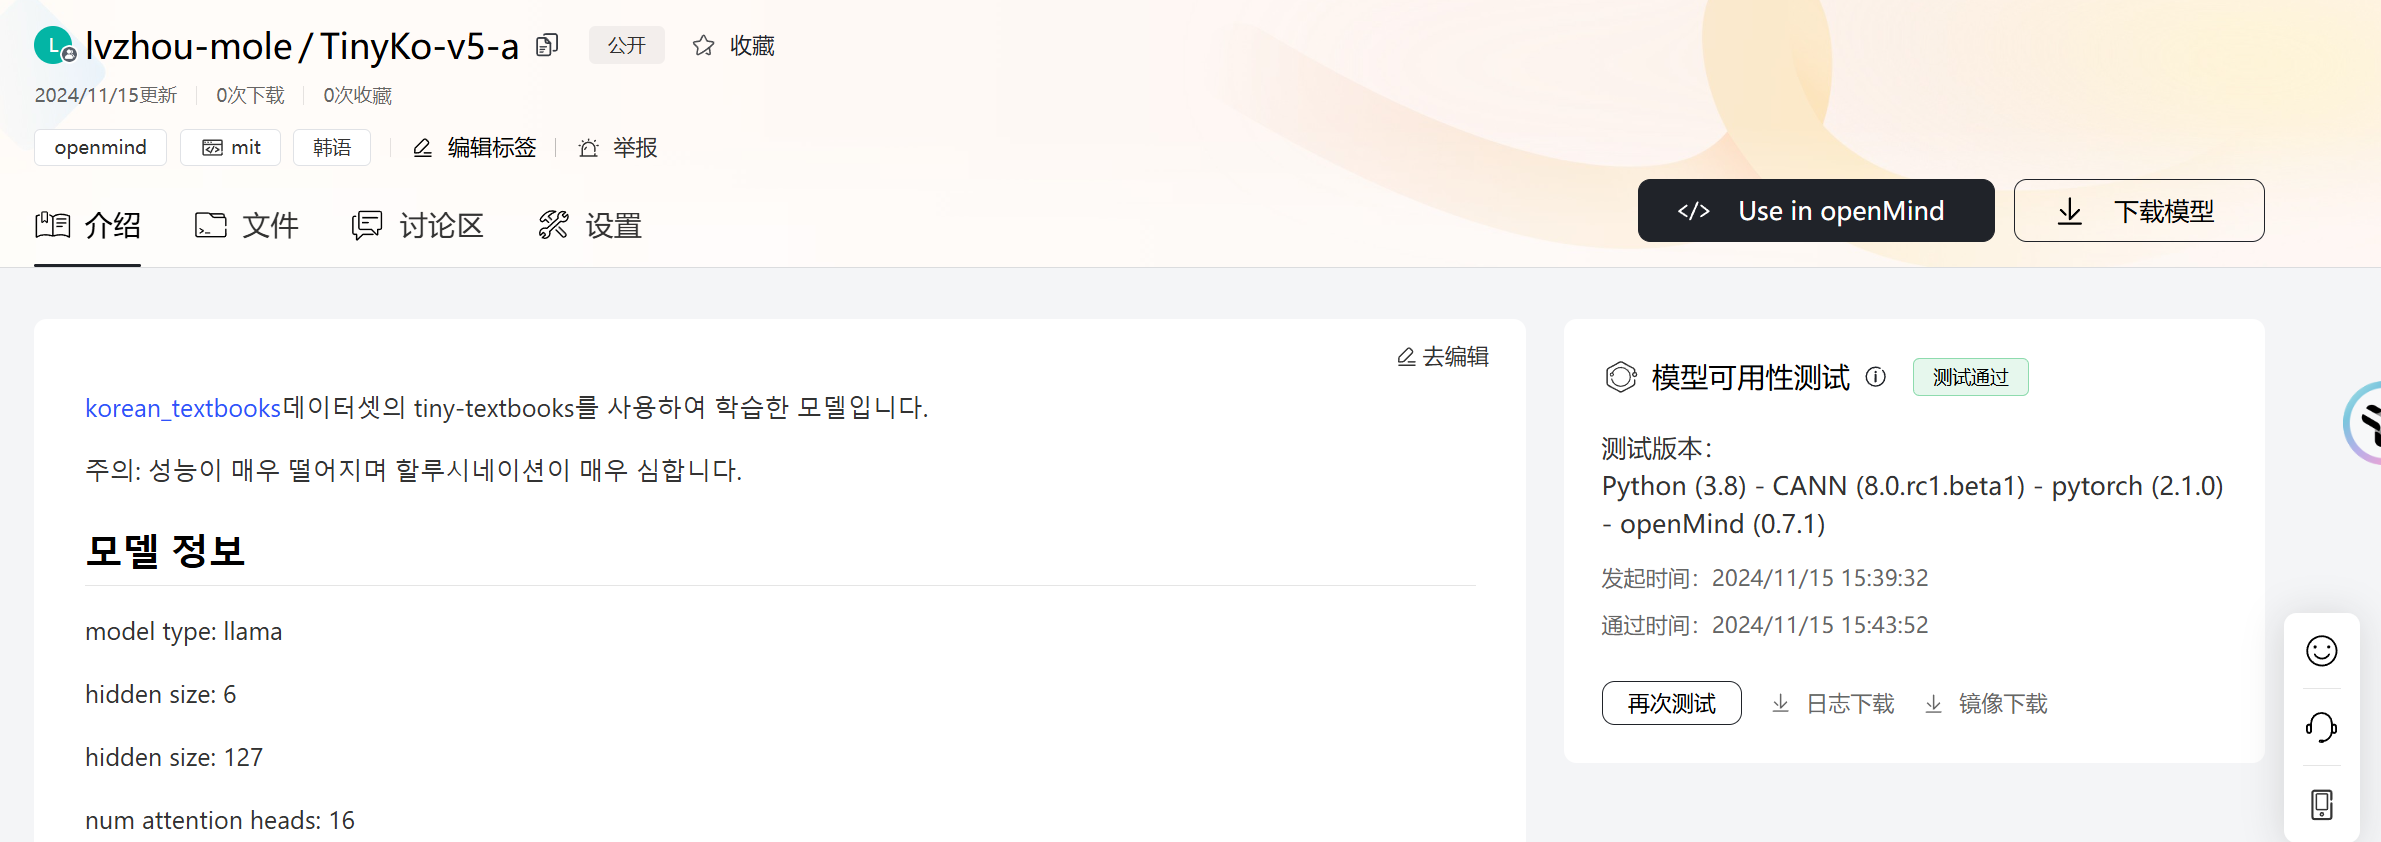 L lvzhou-mole / TinyKo-v5-a 公开 收藏
2024/11/15更新 0次下载 0次收藏
openmind mit 韩语 编辑标签 举报
介绍 文件 讨论区 设置
Use in openMind 下载模型
去编辑
korean_textbooks데이터셋의 tiny-textbooks를 사용하여 학습한 모델입니다.
주의: 성능이 매우 떨어지며 할루시네이션이 매우 심합니다.
모델 정보
model type: llama
hidden size: 6
hidden size: 127
num attention heads: 16
模型可用性测试 测试通过
测试版本：
Python (3.8) - CANN (8.0.rc1.beta1) - pytorch (2.1.0)
- openMind (0.7.1)
发起时间：2024/11/15 15:39:32
通过时间：2024/11/15 15:43:52
再次测试 日志下载 镜像下载